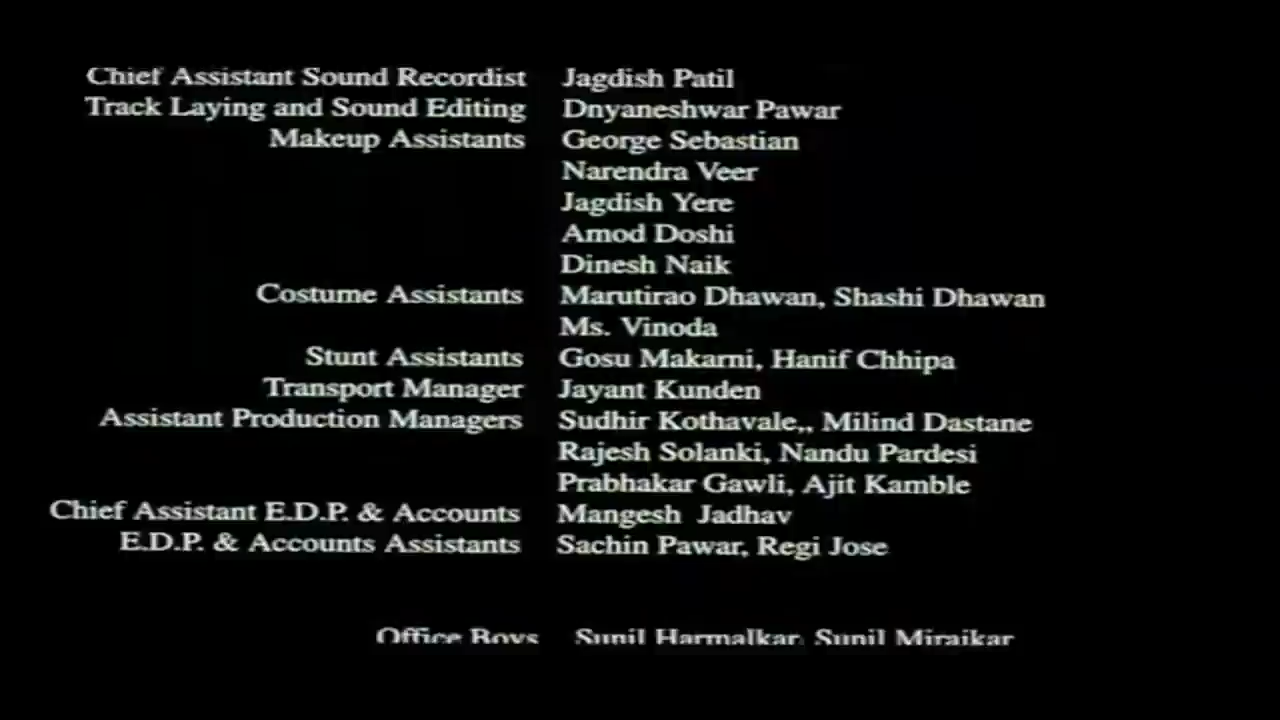 Chief Assistant Sound Recordist Jagdish Patil
Track Laying and Sound Editing Dnyaneshwar Pawar
Makeup Assistants George Sebastian
Narendra Veer
Jagdish Yere
Amod Doshi
Dinesh Naik
Costume Assistants Marutirao Dhawan, Shashi Dhawan
Ms. Vinoda
Stunt Assistants Gosu Makarni, Hanif Chhipa
Transport Manager Jayant Kunden
Assistant Production Managers Sudhir Kothavale,, Milind Dastane
Rajesh Solanki, Nandu Pardesi
Prabhakar Gawli, Ajit Kamble
Chief Assistant E.D.P. & Accounts Mangesh Jadhav
E.D.P. & Accounts Assistants Sachin Pawar, Regi Jose
Office Boys Sunil Harmalkar, Sunil Mirajkar